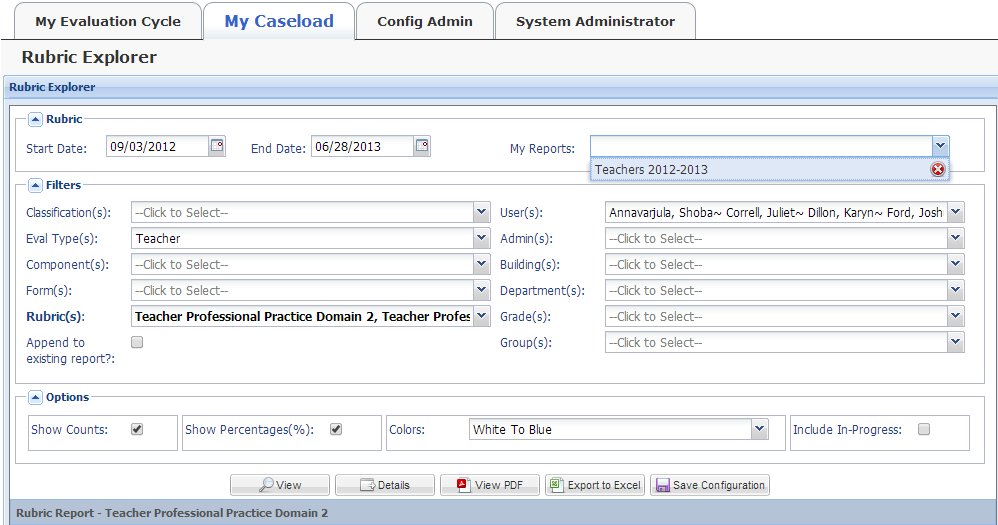 My Evaluation Cycle My Caseload Config Admin System Administrator
Rubric Explorer
Rubric Explorer
Rubric
Start Date: 09/03/2012 End Date: 06/28/2013 My Reports:
Teachers 2012-2013
Filters
Classification(s): --Click to Select-- User(s): Annavarjula, Shoba~ Correll, Juliet~ Dillon, Karyn~ Ford, Josh
Eval Type(s): Teacher Admin(s): --Click to Select--
Component(s): --Click to Select-- Building(s): --Click to Select--
Form(s): --Click to Select-- Department(s): --Click to Select--
Rubric(s): Teacher Professional Practice Domain 2, Teacher Profes Grade(s): --Click to Select--
Append to Group(s): --Click to Select--
existing report?:
Options
Show Counts: Show Percentages(%): Colors: White To Blue Include In-Progress:
View Details View PDF Export to Excel Save Configuration
Rubric Report - Teacher Professional Practice Domain 2